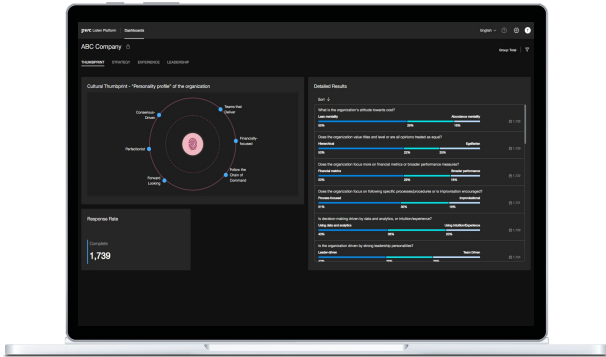 pwc Listen Platform Dashboards English
ABC Company
Group: Total
THUMBPRINT STRATEGY EXPERIENCE LEADERSHIP
Cultural Thumbprint - "Personality profile" of the organization
Consensus-
Driven
Teams that
Deliver
Perfectionist
Financially-
focused
Forward
Looking
Follow the
Chain of
Command
Response Rate
Complete
1,739
Detailed Results
Sort
What is the organization's attitude towards cost?
Lean mentality Abundance mentality
Does the organization value titles and level or are all positions treated as equal?
Hierarchical Egalitarian
Does the organization focus more on financial metrics or broader performance measures?
Financial metrics Broader performance
Does the organization focus on following specific processes/procedures or is improvisation encouraged?
Process-focused Improvisational
Is decision-making driven by data and analytics, or intuition/experience?
Using data and analytics Using intuition/Experience
Is the organization driven by strong leadership personalities?
Leader-driven Team Driven